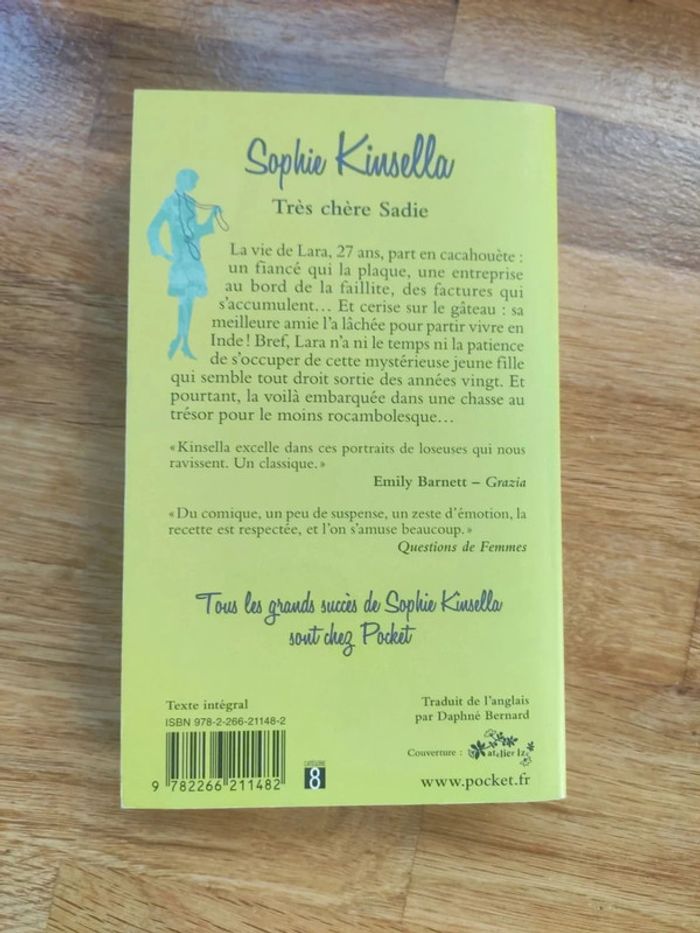 Sophie Kinsella
Très chère Sadie
La vie de Lara, 27 ans, part en cacahouète :
un fiancé qui la plaque, une entreprise
au bord de la faillite, des factures qui
s'accumulent… Et cerise sur le gâteau : sa
meilleure amie l'a lâchée pour partir vivre en
Inde ! Bref, Lara n'a ni le temps ni la patience
de s'occuper de cette mystérieuse jeune fille
qui semble tout droit sortie des années vingt. Et
pourtant, la voilà embarquée dans une chasse au
trésor pour le moins rocambolesque…
« Kinsella excelle dans ces portraits de loseuses qui nous
ravissent. Un classique. »
Emily Barnett – Grazia
« Du comique, un peu de suspense, un zeste d'émotion, la
recette est respectée, et l'on s'amuse beaucoup. »
Questions de Femmes
Tous les grands succès de Sophie Kinsella
sont chez Pocket
Texte intégral
ISBN 978-2-266-21148-2
9 782266 211482
CATÉGORIE
8
Traduit de l'anglais
par Daphné Bernard
Couverture : atelier lz
www.pocket.fr